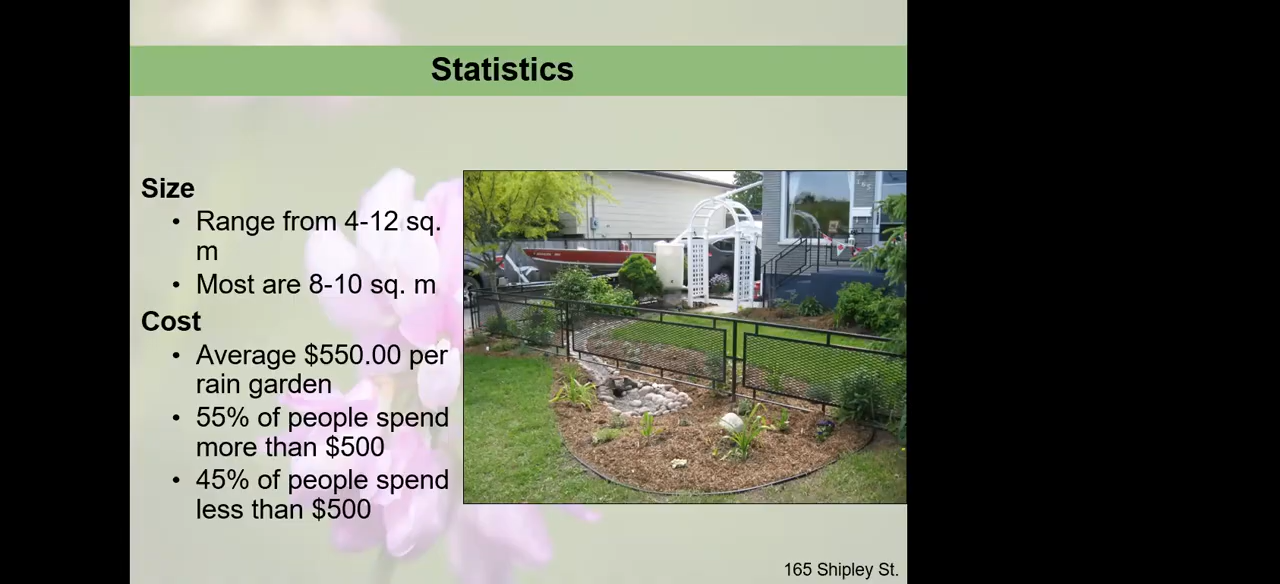 Statistics
Size
• Range from 4-12 sq.
m
• Most are 8-10 sq. m
Cost
• Average $550.00 per
rain garden
• 55% of people spend
more than $500
• 45% of people spend
less than $500
165 Shipley St.